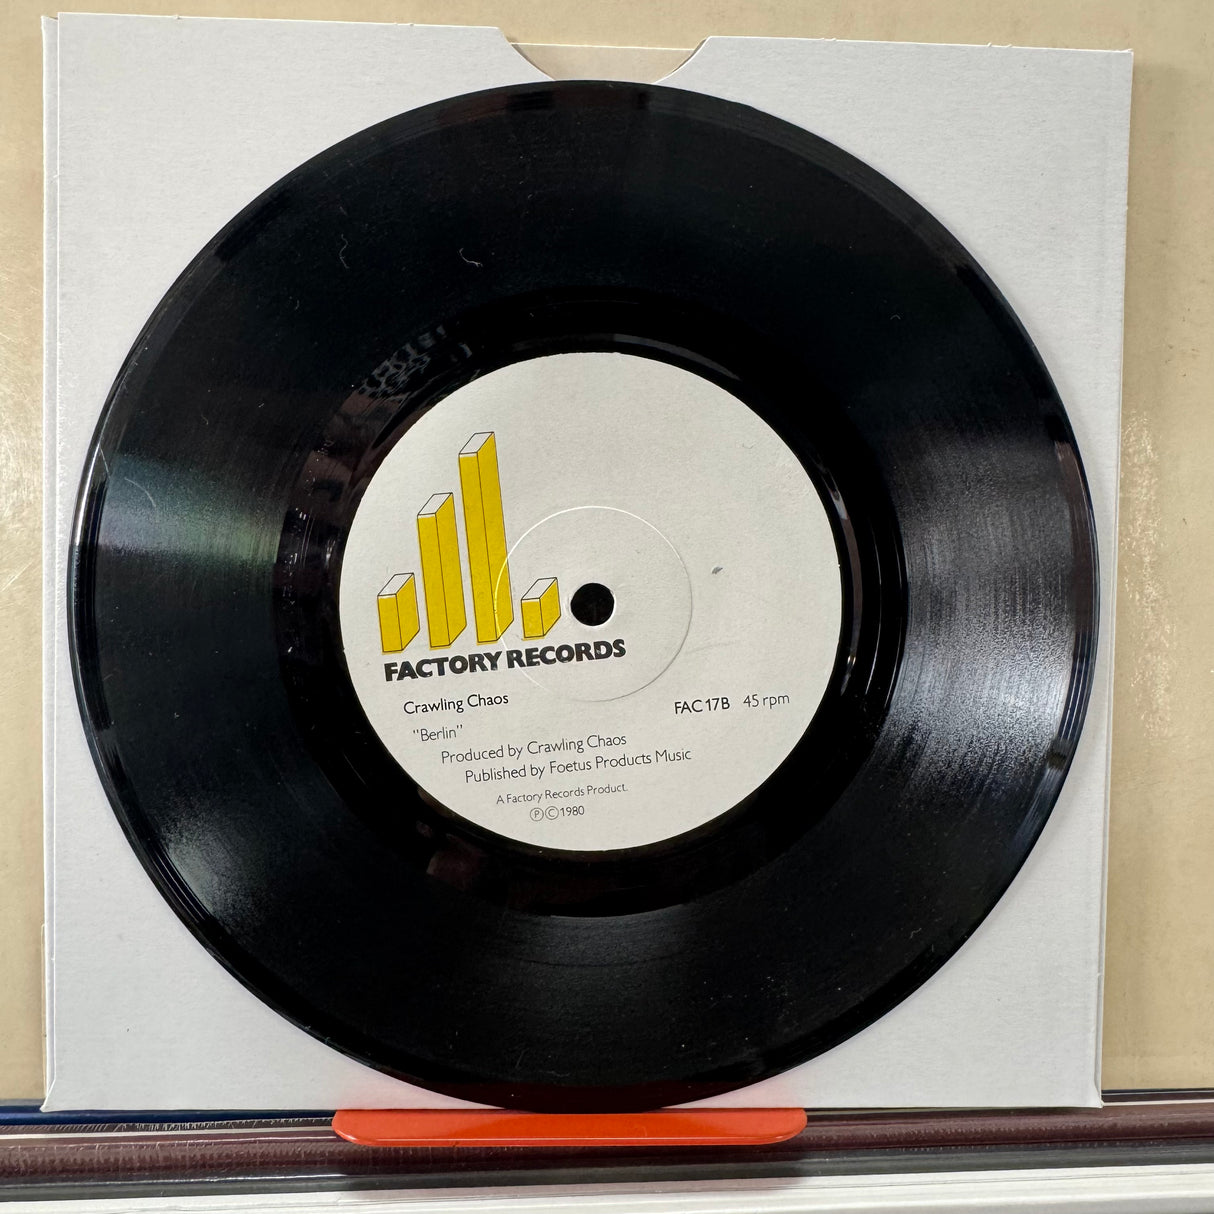 FACTORY RECORDS
Crawling Chaos
FAC 17B 45 rpm
"Berlin"
Produced by Crawling Chaos
Published by Foetus Products Music
A Factory Records Product.
ⓅⒸ1980